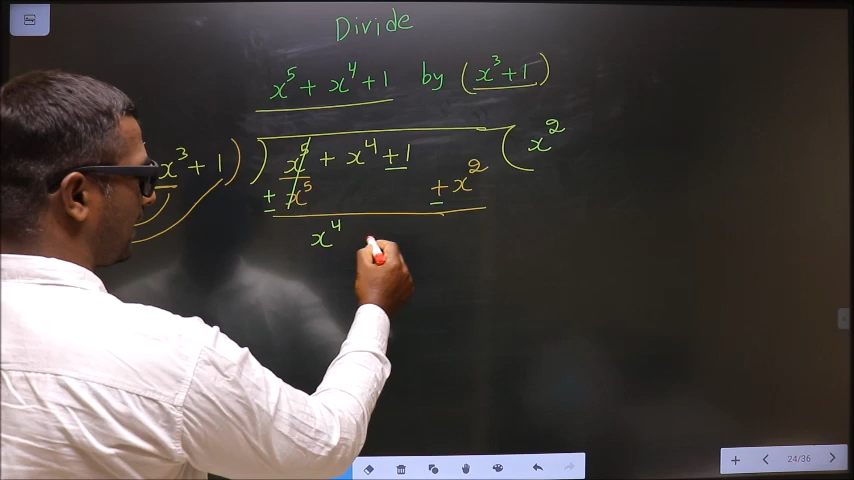 Divide
x⁵ + x⁴ + 1 by (x³ + 1)
x³ + 1 ) ) x⁵ + x⁴ + 1 ( x²
+ x⁵ + x²
x⁴
24/36